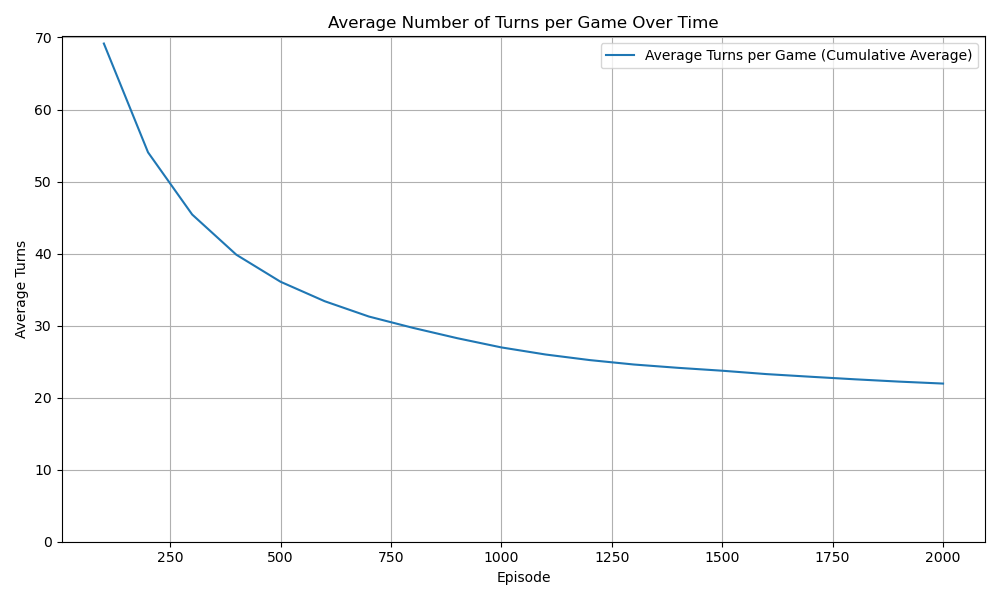 Average Number of Turns per Game Over Time
Average Turns per Game (Cumulative Average)
Average Turns
70
60
50
40
30
20
10
0
250 500 750 1000 1250 1500 1750 2000
Episode